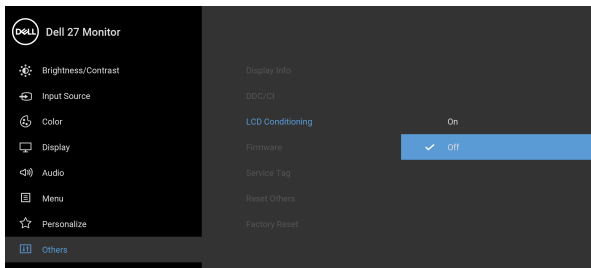 DELL
Dell 27 Monitor
Brightness/Contrast
Input Source
Color
Display
Audio
Menu
Personalize
Others
Display Info
DDC/CI
LCD Conditioning
Firmware
Service Tag
Reset Others
Factory Reset
On
Off